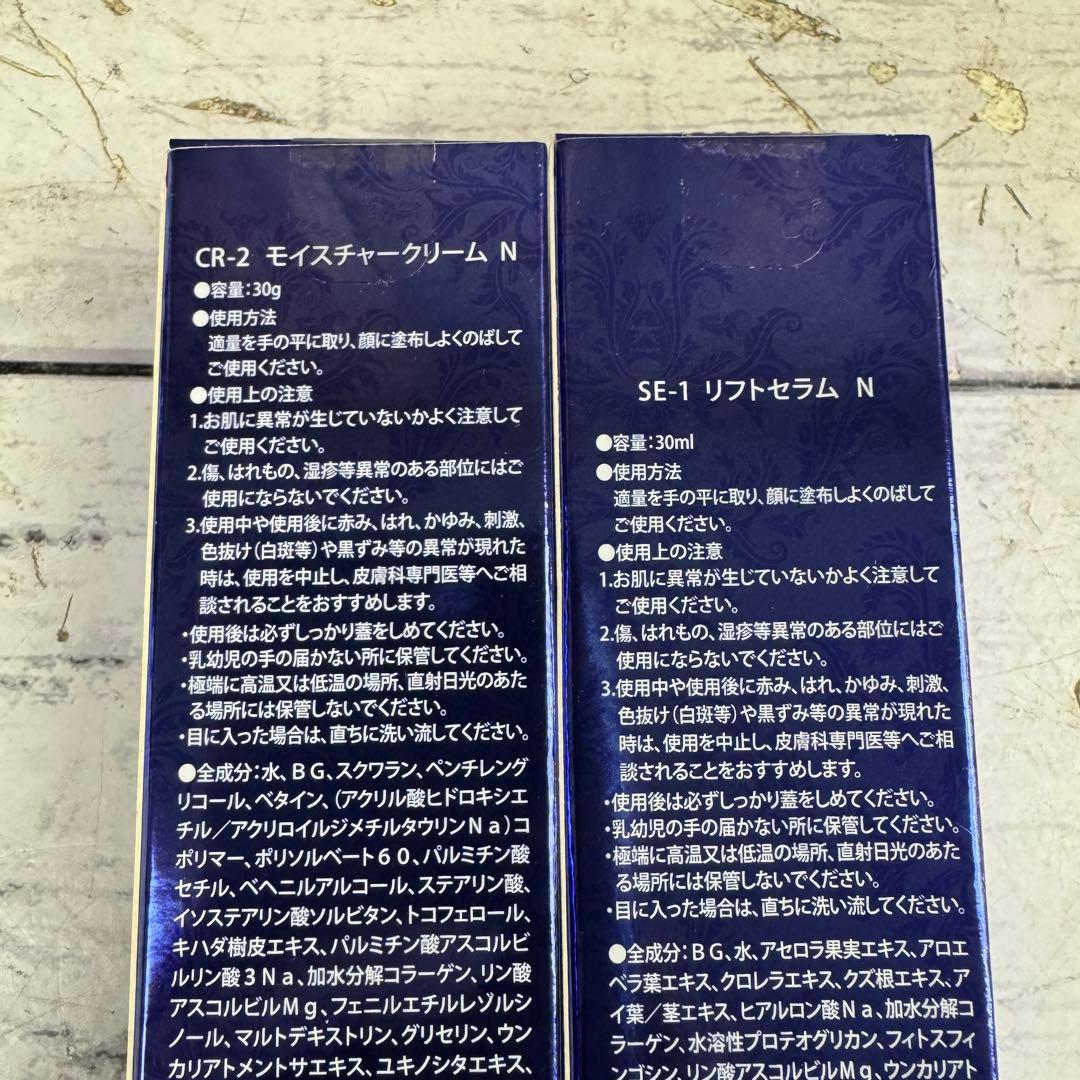 CR-2 モイスチャークリーム N
●容量：30g
●使用方法
適量を手の平に取り、顔に塗布しよくのばして
ご使用ください。
●使用上の注意
1.お肌に異常が生じていないかよく注意して
ご使用ください。
2.傷、はれもの、湿疹等異常のある部位にはご
使用にならないでください。
3.使用中や使用後に赤み、はれ、かゆみ、刺激、
色抜け（白斑等）や黒ずみ等の異常が現れた
時は、使用を中止し、皮膚科専門医等へご相
談されることをおすすめします。
・使用後は必ずしっかり蓋をしめてください。
・乳幼児の手の届かない所に保管してください。
・極端に高温又は低温の場所、直射日光のあた
る場所には保管しないでください。
・目に入った場合は、直ちに洗い流してください。
●全成分：水、ＢＧ、スクワラン、ペンチレング
リコール、ベタイン、（アクリル酸ヒドロキシエ
チル／アクリロイルジメチルタウリンＮａ）コ
ポリマー、ポリソルベート６０、パルミチン酸
セチル、ベヘニルアルコール、ステアリン酸、
イソステアリン酸ソルビタン、トコフェロール、
キハダ樹皮エキス、パルミチン酸アスコルビ
ルリン酸３Ｎａ、加水分解コラーゲン、リン酸
アスコルビルＭｇ、フェニルエチルレゾルシ
ノール、マルトデキストリン、グリセリン、ウン
カリアトメントサエキス、ユキノシタエキス、
SE-1 リフトセラム N
●容量：30ml
●使用方法
適量を手の平に取り、顔に塗布しよくのばして
ご使用ください。
●使用上の注意
1.お肌に異常が生じていないかよく注意して
ご使用ください。
2.傷、はれもの、湿疹等異常のある部位にはご
使用にならないでください。
3.使用中や使用後に赤み、はれ、かゆみ、刺激、
色抜け（白斑等）や黒ずみ等の異常が現れた
時は、使用を中止し、皮膚科専門医等へご相
談されることをおすすめします。
・使用後は必ずしっかり蓋をしめてください。
・乳幼児の手の届かない所に保管してください。
・極端に高温又は低温の場所、直射日光のあた
る場所には保管しないでください。
・目に入った場合は、直ちに洗い流してください。
●全成分：ＢＧ、水、アセロラ果実エキス、アロエ
ベラ葉エキス、クロレラエキス、クズ根エキス、ア
イ葉／茎エキス、ヒアルロン酸Ｎａ、加水分解コ
ラーゲン、水溶性プロテオグリカン、フィトスフィ
ンゴシン、リン酸アスコルビルＭｇ、ウンカリアト